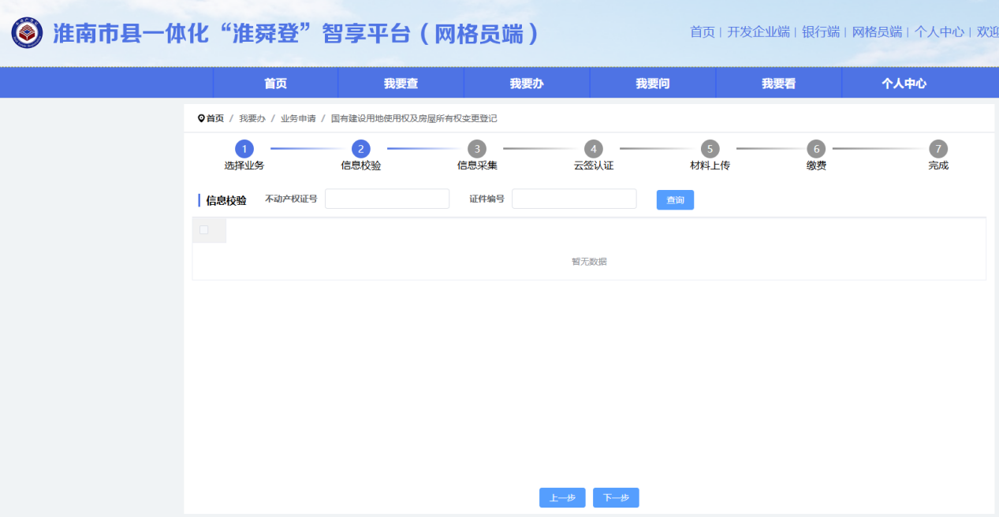 淮南市县一体化“淮舜登”智享平台（网格员端）
首页 | 开发企业端 | 银行端 | 网格员端 | 个人中心 | 欢迎
首页 我要查 我要办 我要问 我要看 个人中心
首页 / 我要办 / 业务申请 / 国有建设用地使用权及房屋所有权变更登记
1 2 3 4 5 6 7
选择业务 信息校验 信息采集 云签认证 材料上传 缴费 完成
信息校验 不动产权证号 证件编号 查询
暂无数据
上一步 下一步